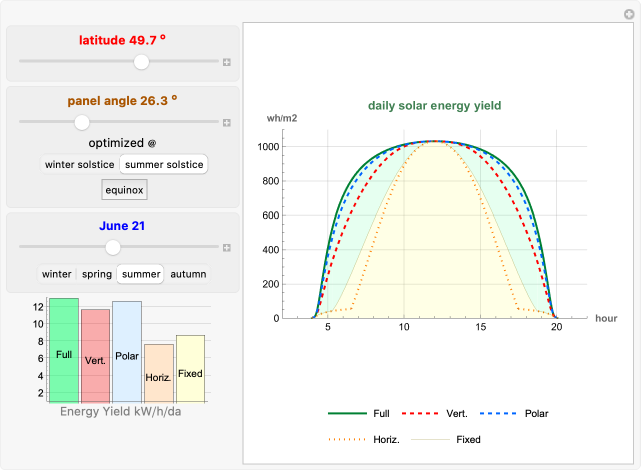 latitude 49.7 °
panel angle 26.3 °
optimized @
winter solstice summer solstice
equinox
June 21
winter spring summer autumn
12
10
8
6
4
2
Full Vert. Polar Horiz. Fixed
Energy Yield kW/h/da
daily solar energy yield
wh/m2
1000
800
600
400
200
0
5 10 15 20
hour
Full Vert. Polar
Horiz. Fixed